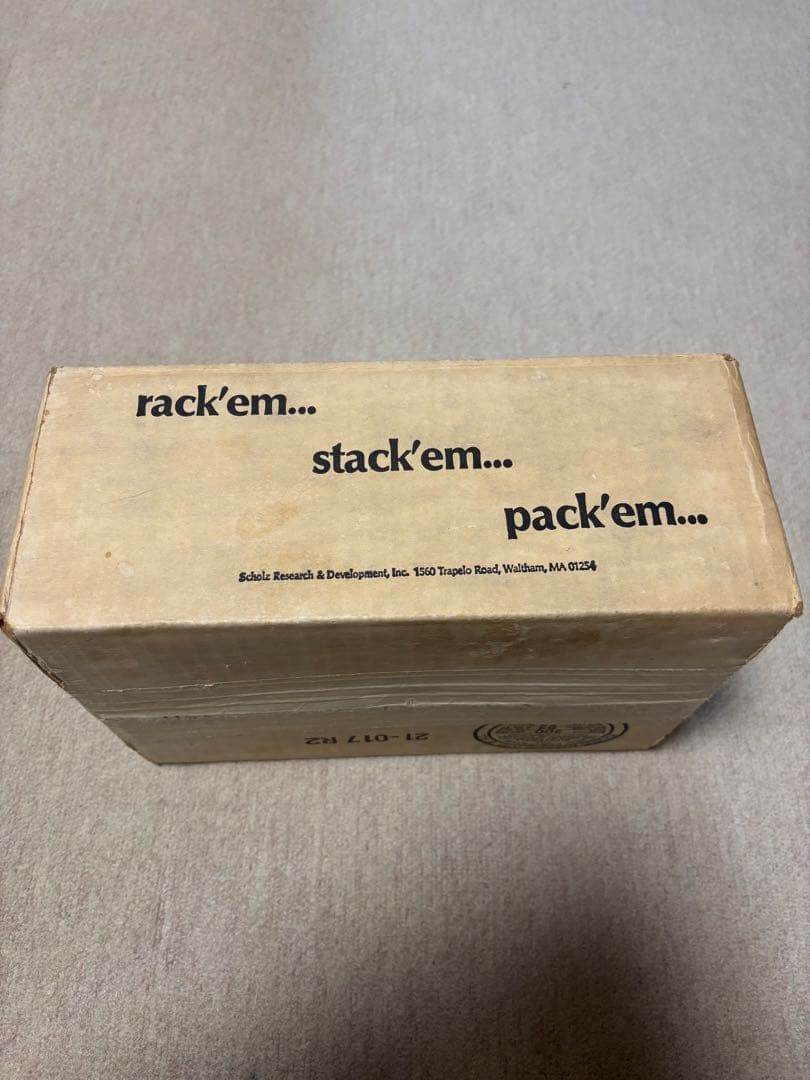 rack'em...
stack'em...
pack'em...
Scholz Research & Development, Inc. 1560 Trapelo Road, Waltham, MA 01254
21-017 R2